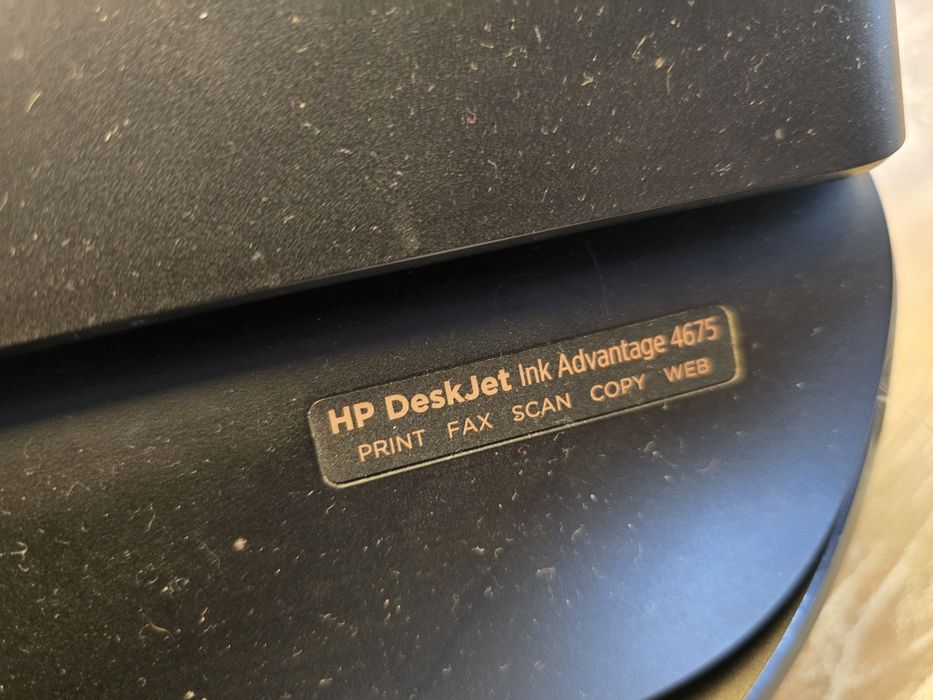 HP DeskJet Ink Advantage 4675
PRINT FAX SCAN COPY WEB